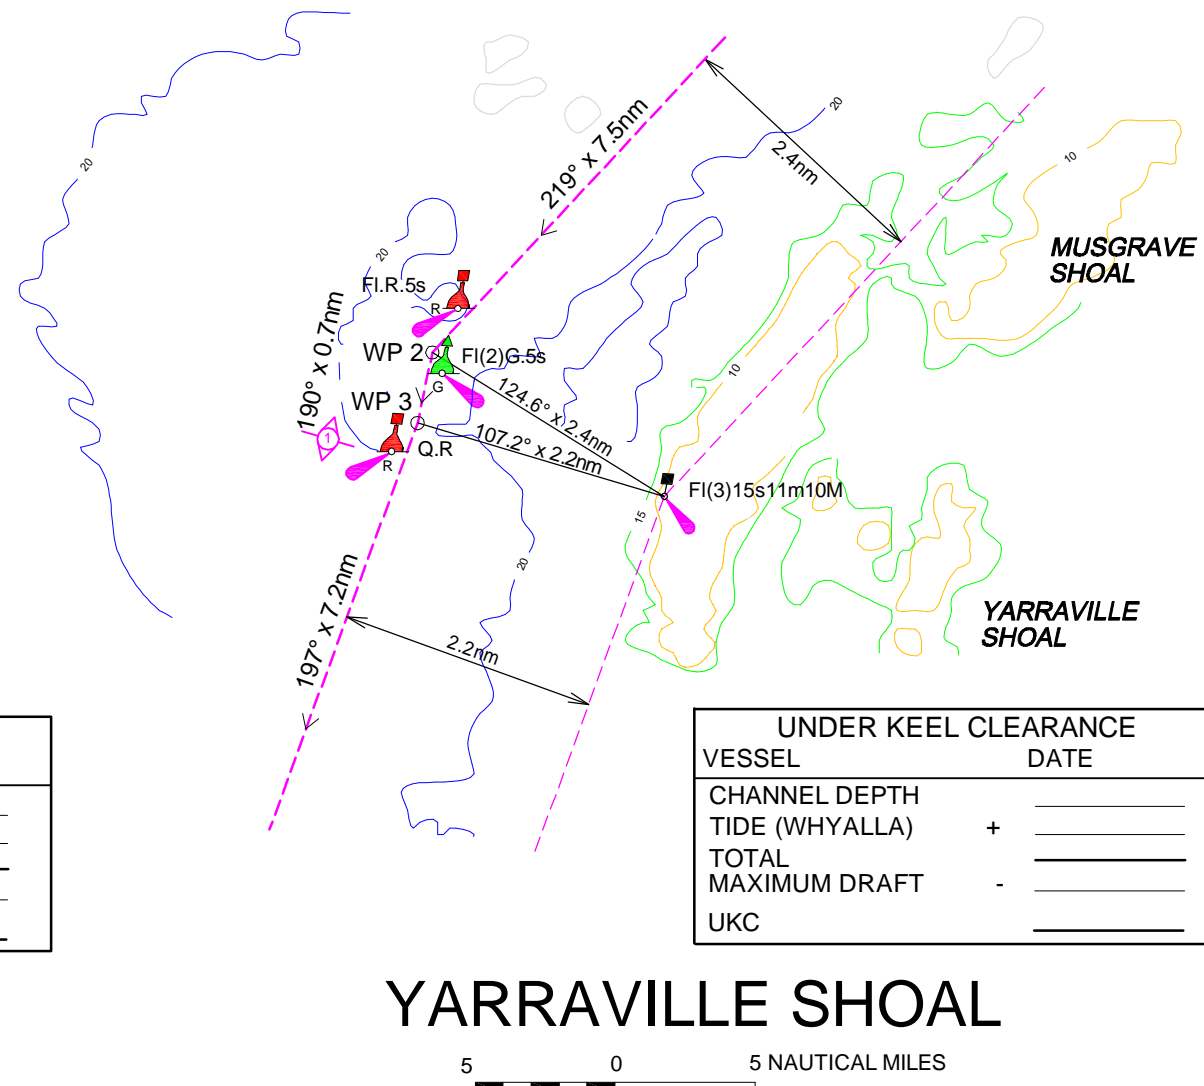 20
20
219° x 7.5nm
2.4nm
10
MUSGRAVE
SHOAL
20
Fl.R.5s
R
190° x 0.7nm
WP 2
Fl(2)G.5s
G
10
WP 3
124.6° x 2.4nm
107.2° x 2.2nm
1
Q.R
R
Fl(3)15s11m10M
15
20
197° x 7.2nm
2.2nm
YARRAVILLE
SHOAL
UNDER KEEL CLEARANCE
VESSEL DATE
CHANNEL DEPTH
TIDE (WHYALLA) +
TOTAL
MAXIMUM DRAFT -
UKC
YARRAVILLE SHOAL
5 0 5 NAUTICAL MILES